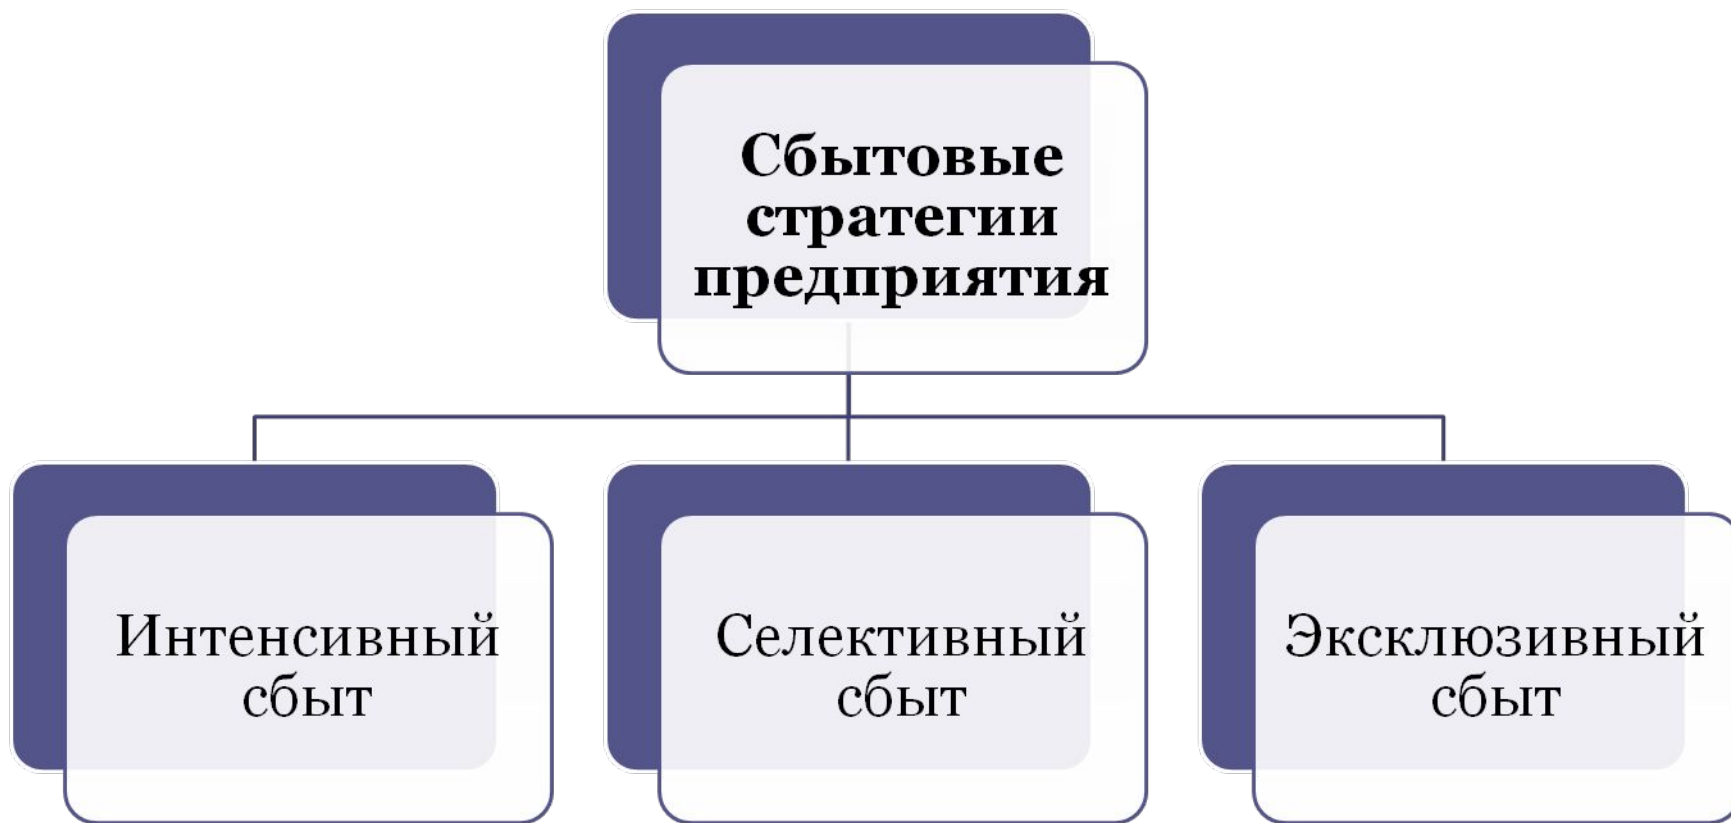 Сбытовые
стратегии
предприятия
Интенсивный
сбыт
Селективный
сбыт
Эксклюзивный
сбыт